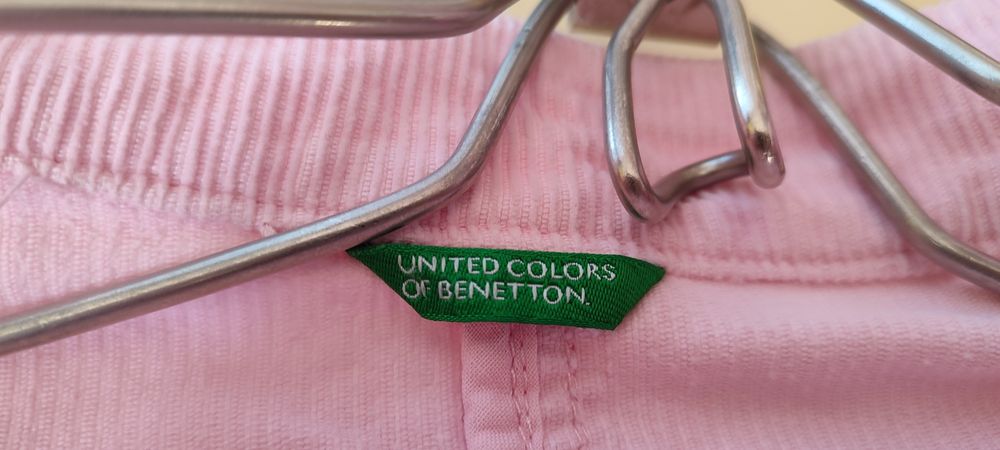 UNITED COLORS
OF BENETTON.